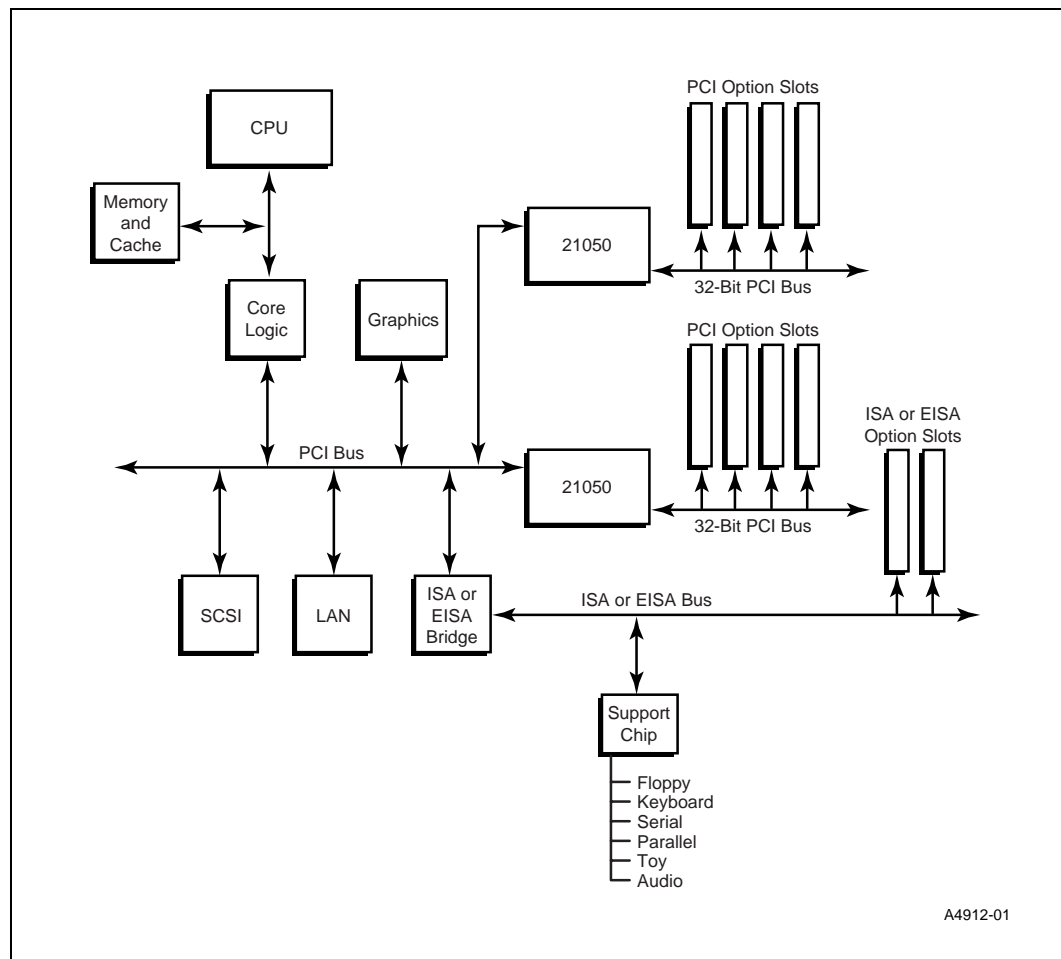 PCI Option Slots
CPU
Memory
and
Cache
21050
32-Bit PCI Bus
Core
Logic
Graphics
PCI Option Slots
ISA or EISA
Option Slots
PCI Bus
21050
32-Bit PCI Bus
SCSI
LAN
ISA or
EISA
Bridge
ISA or EISA Bus
Support
Chip
Floppy
Keyboard
Serial
Parallel
Toy
Audio
A4912-01